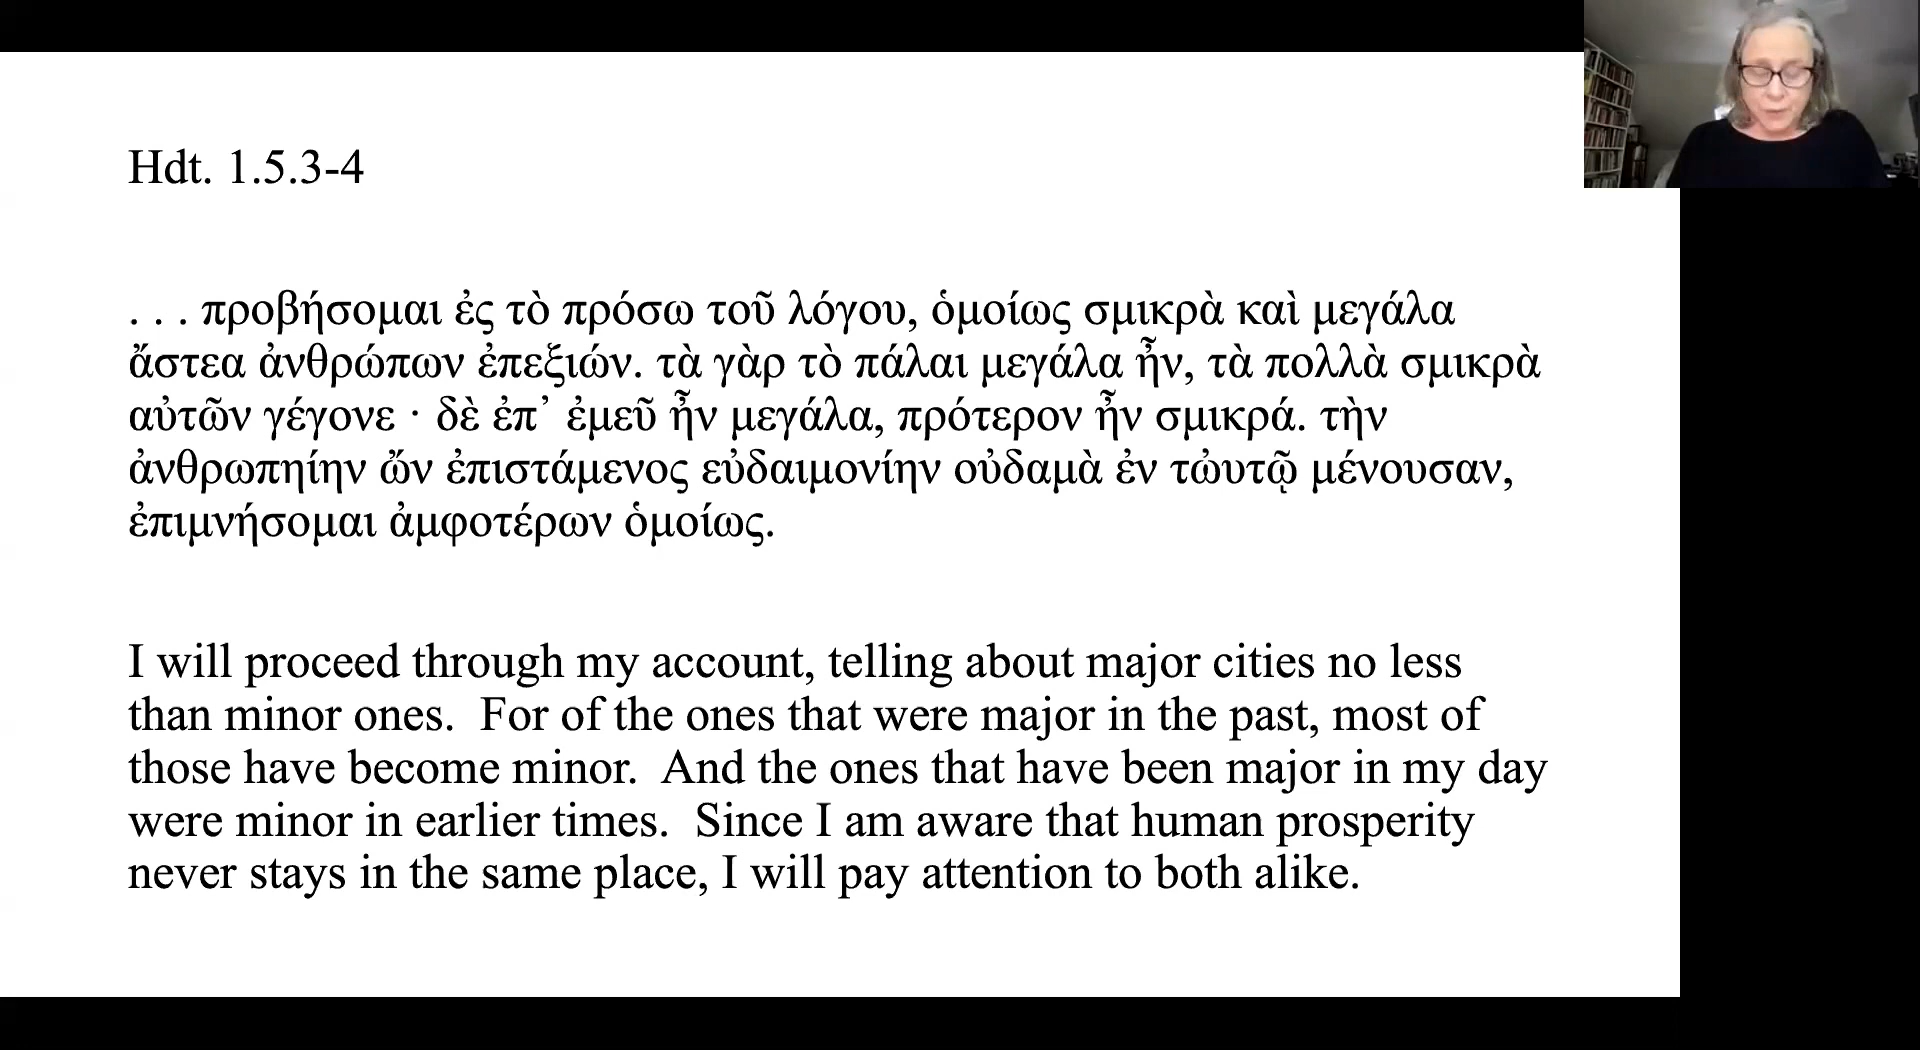 Hdt. 1.5.3-4
. . . προβήσομαι ἐς τὸ πρόσω τοῦ λόγου, ὁμοίως σμικρὰ καὶ μεγάλα
ἄστεα ἀνθρώπων ἐπεξιών. τὰ γὰρ τὸ πάλαι μεγάλα ἦν, τὰ πολλὰ σμικρὰ
αὐτῶν γέγονε · δὲ ἐπ᾽ ἐμεῦ ἦν μεγάλα, πρότερον ἦν σμικρά. τὴν
ἀνθρωπηίην ὤν ἐπιστάμενος εὐδαιμονίην οὐδαμὰ ἐν τὠυτῷ μένουσαν,
ἐπιμνήσομαι ἀμφοτέρων ὁμοίως.
I will proceed through my account, telling about major cities no less
than minor ones.  For of the ones that were major in the past, most of
those have become minor.  And the ones that have been major in my day
were minor in earlier times.  Since I am aware that human prosperity
never stays in the same place, I will pay attention to both alike.